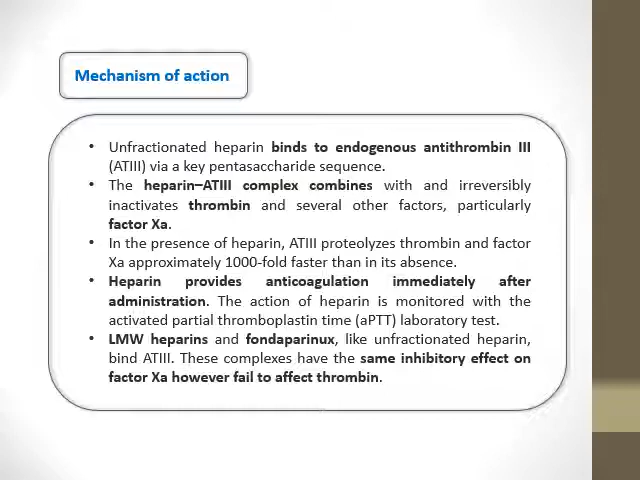 Mechanism of action
• Unfractionated heparin binds to endogenous antithrombin III
(ATIII) via a key pentasaccharide sequence.
• The heparin–ATIII complex combines with and irreversibly
inactivates thrombin and several other factors, particularly
factor Xa.
• In the presence of heparin, ATIII proteolyzes thrombin and factor
Xa approximately 1000-fold faster than in its absence.
• Heparin provides anticoagulation immediately after
administration. The action of heparin is monitored with the
activated partial thromboplastin time (aPTT) laboratory test.
• LMW heparins and fondaparinux, like unfractionated heparin,
bind ATIII. These complexes have the same inhibitory effect on
factor Xa however fail to affect thrombin.